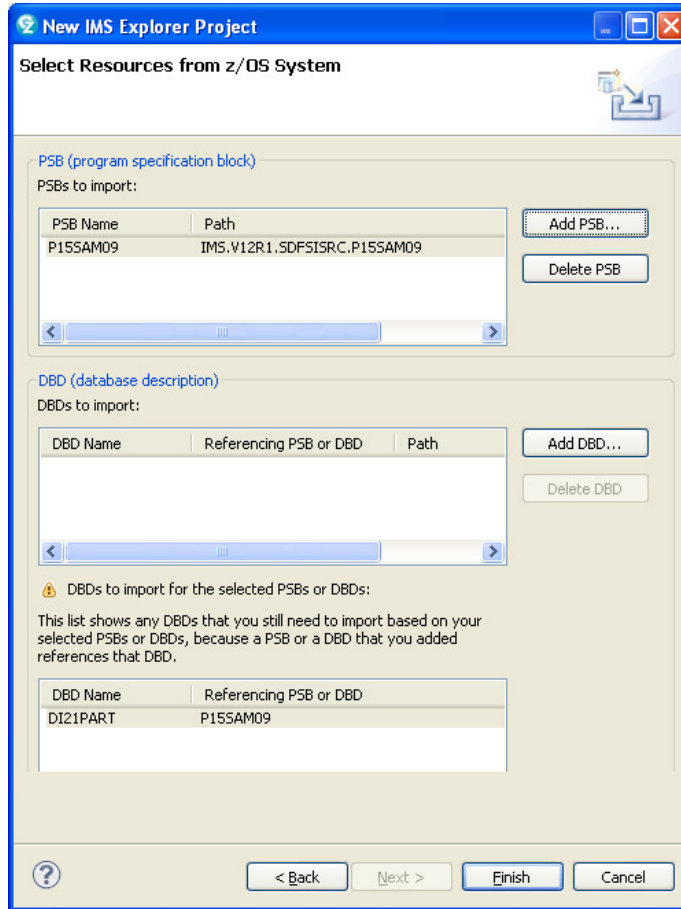 New IMS Explorer Project
Select Resources from z/OS System
PSB (program specification block)
PSBs to import:
PSB Name Path
P15SAM09 IMS.V12R1.SDFSISRC.P15SAM09
Add PSB...
Delete PSB
DBD (database description)
DBDs to import:
DBD Name Referencing PSB or DBD Path
Add DBD...
Delete DBD
DBDs to import for the selected PSBs or DBDs:
This list shows any DBDs that you still need to import based on your
selected PSBs or DBDs, because a PSB or a DBD that you added
references that DBD.
DBD Name Referencing PSB or DBD
DI21PART P15SAM09
? < Back Next > Finish Cancel